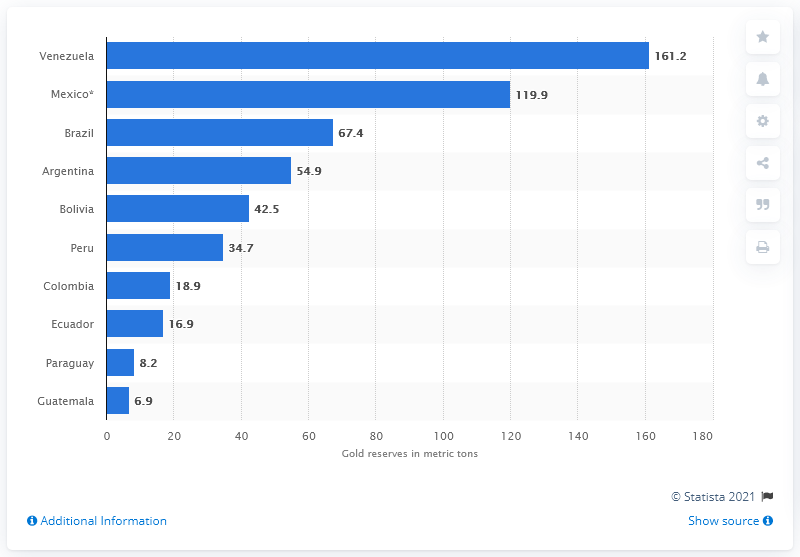 Venezuela 161.2
Mexico* 119.9
Brazil 67.4
Argentina 54.9
Bolivia 42.5
Peru 34.7
Colombia 18.9
Ecuador 16.9
Paraguay 8.2
Guatemala 6.9
0 20 40 60 80 100 120 140 160 180
Gold reserves in metric tons
© Statista 2021
Additional Information
Show source